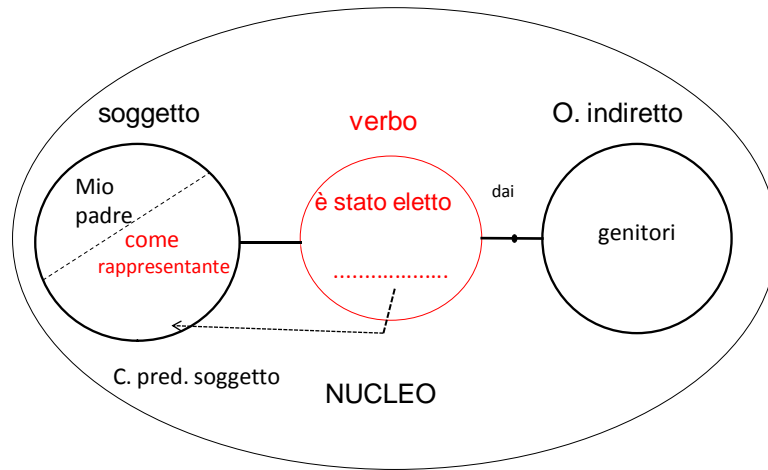 soggetto
verbo
O. indiretto
Mio
padre
come
rappresentante
è stato eletto
...................
dai
genitori
C. pred. soggetto
NUCLEO